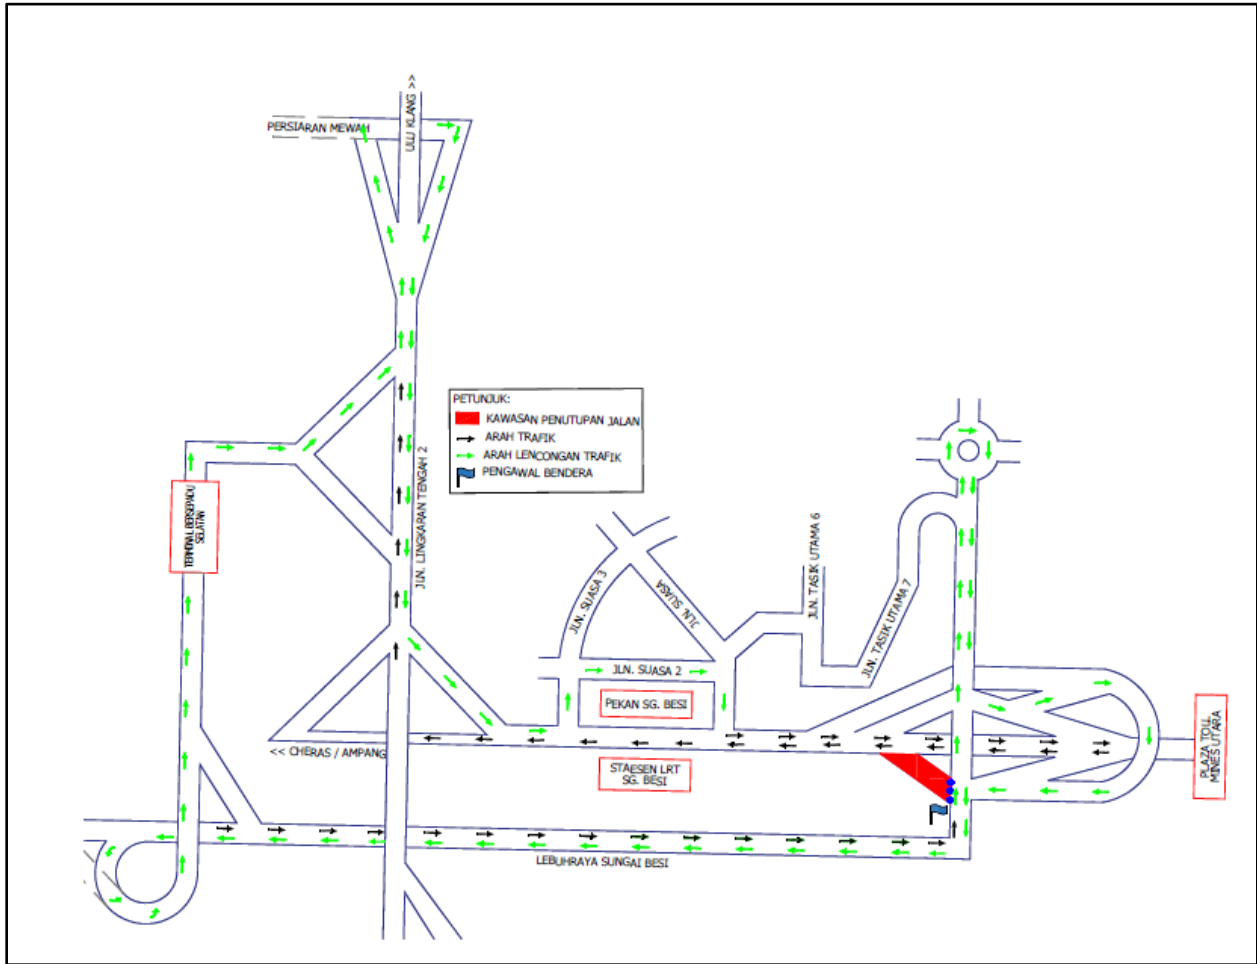 ULU KLANG >>
PERSIARAN MEWAH
PETUNJUK:
KAWASAN PENUTUPAN JALAN
ARAH TRAFIK
ARAH LENCONGAN TRAFIK
PENGAWAL BENDERA
JLN. LINGKARAN TENGAH 2
TERMINAL BERSEPADU
SELATAN
JLN. SUASA 3
JLN. SUASA
JLN. TASIK UTAMA 6
JLN. TASIK UTAMA 7
JLN. SUASA 2
PEKAN SG. BESI
<< CHERAS / AMPANG
STAESEN LRT
SG. BESI
PLAZA TOLL
MINES UTARA
LEBUHRAYA SUNGAI BESI